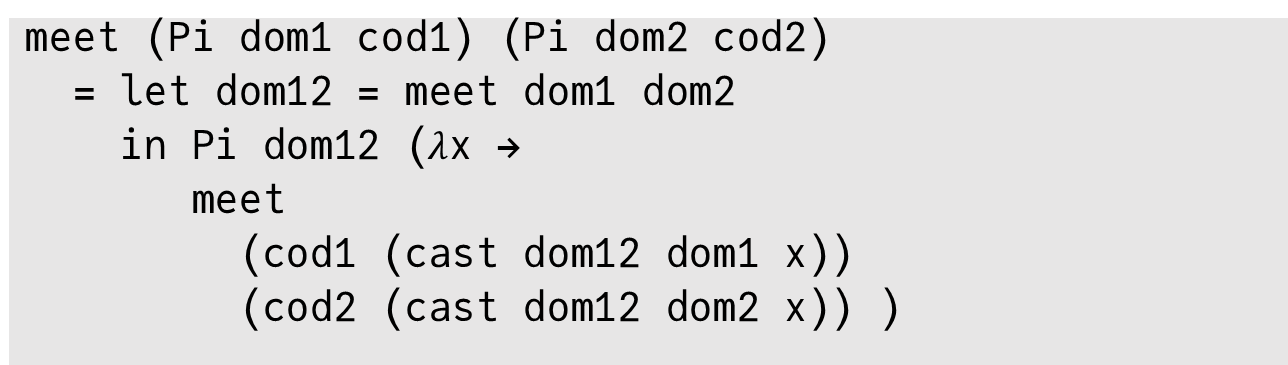 meet (Pi dom1 cod1) (Pi dom2 cod2)
  = let dom12 = meet dom1 dom2
    in Pi dom12 (λx →
       meet
         (cod1 (cast dom12 dom1 x))
         (cod2 (cast dom12 dom2 x)) )